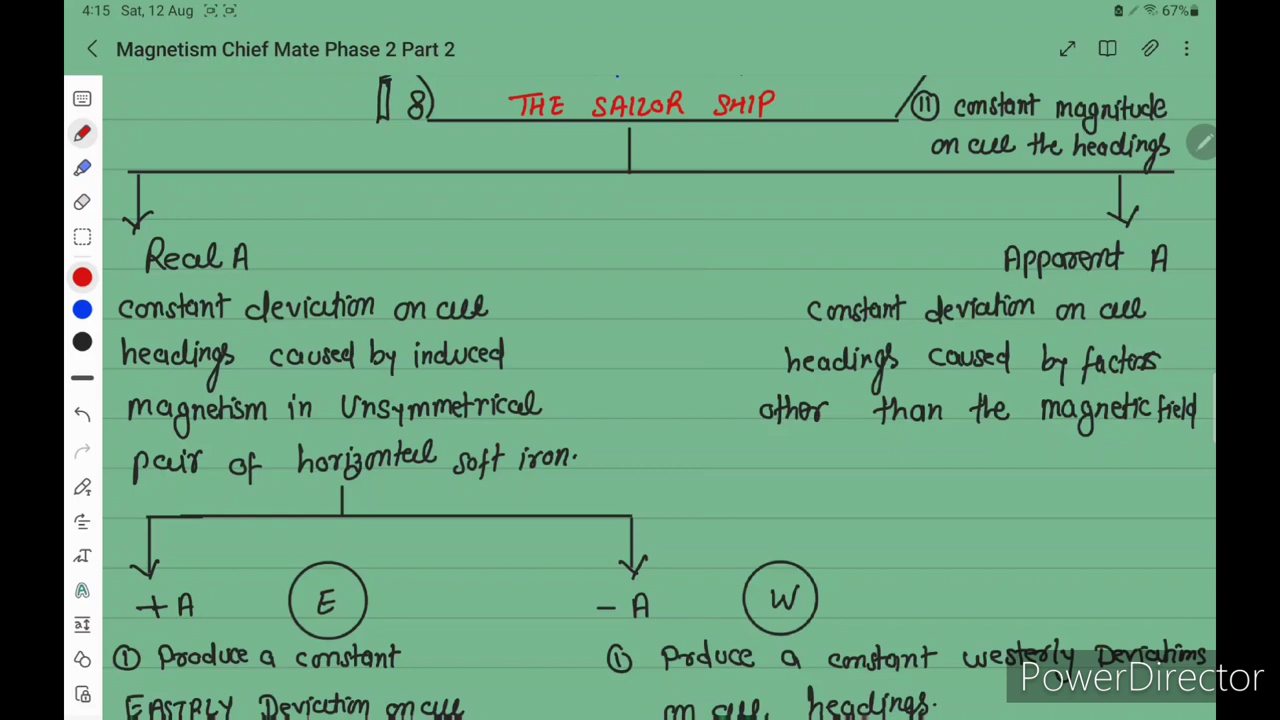 4:15 Sat, 12 Aug
67%
Magnetism Chief Mate Phase 2 Part 2
8) THE SAILOR SHIP
(ii) constant magnitude
on all the headings
Real A
Apparent A
constant deviation on all
headings caused by induced
magnetism in Unsymmetrical
pair of horizontal soft iron.
constant deviation on all
headings caused by factors
other than the magnetic field
+ A E
- A W
(i) Produce a constant
EASTRLY Deviation on all
(i) Prduce a constant westerly Deviations
on all headings.
PowerDirector